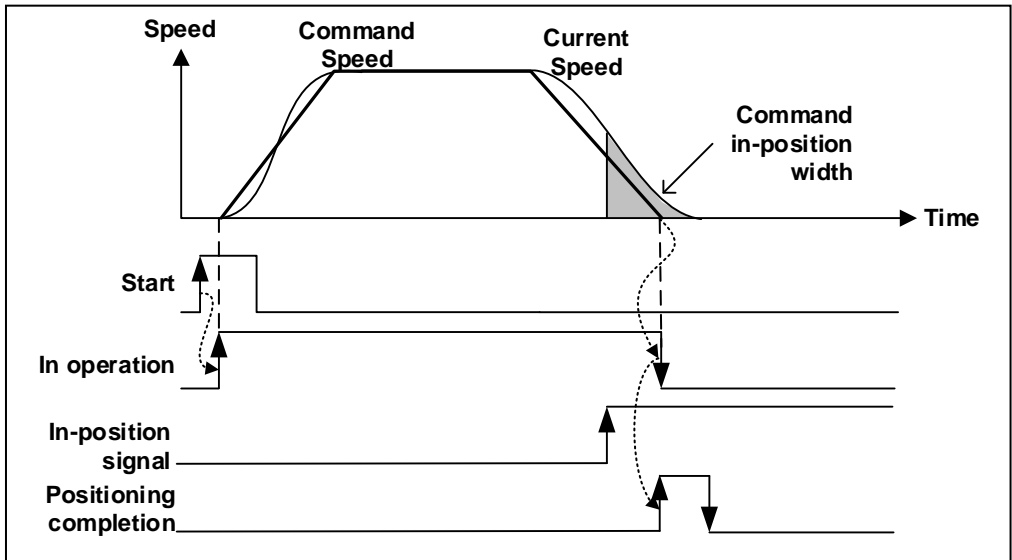 Speed
Command
Speed
Current
Speed
Command
in-position
width
Time
Start
In operation
In-position
signal
Positioning
completion